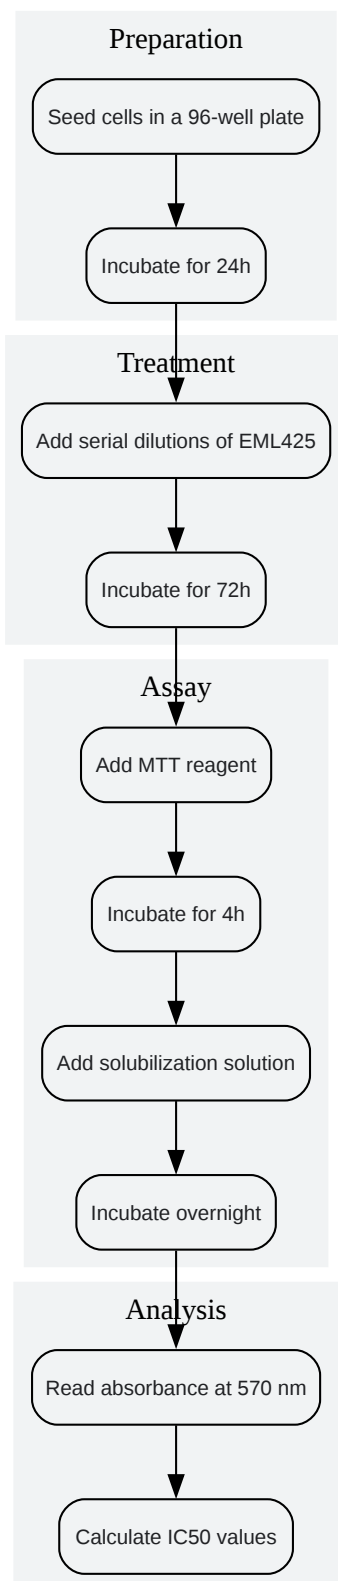 Preparation
Seed cells in a 96-well plate
Incubate for 24h
Treatment
Add serial dilutions of EML425
Incubate for 72h
Assay
Add MTT reagent
Incubate for 4h
Add solubilization solution
Incubate overnight
Analysis
Read absorbance at 570 nm
Calculate IC50 values